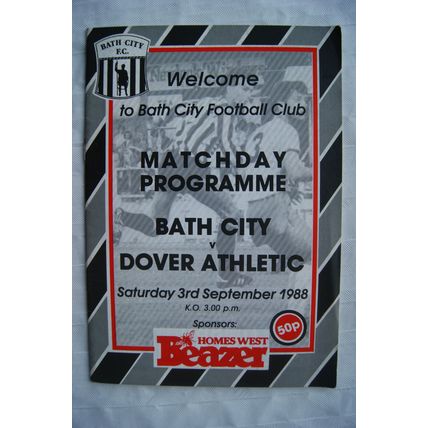 BATH CITY
F.C.
Welcome
to Bath City Football Club
MATCHDAY
PROGRAMME
BATH CITY
v
DOVER ATHLETIC
Saturday 3rd September 1988
K.O. 3.00 p.m.
Sponsors:
50p
HOMES WEST
Beazer